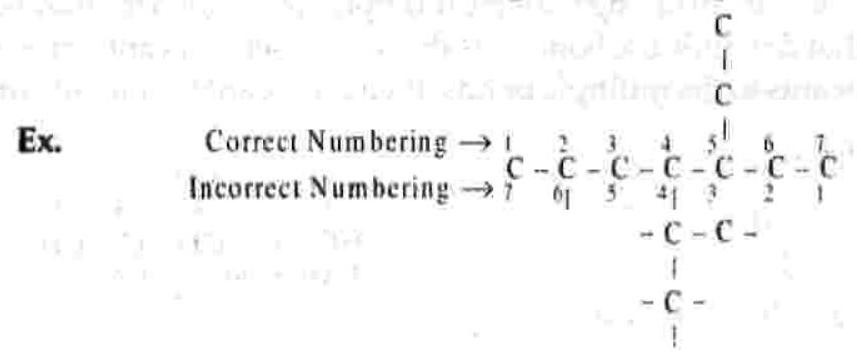 C
|
C
|
Ex. Correct Numbering → 1 2 3 4 5 6 7
C - C - C - C - C - C - C
Incorrect Numbering → 7 6 5 4 3 2 1
- C - C -
|
- C -
|